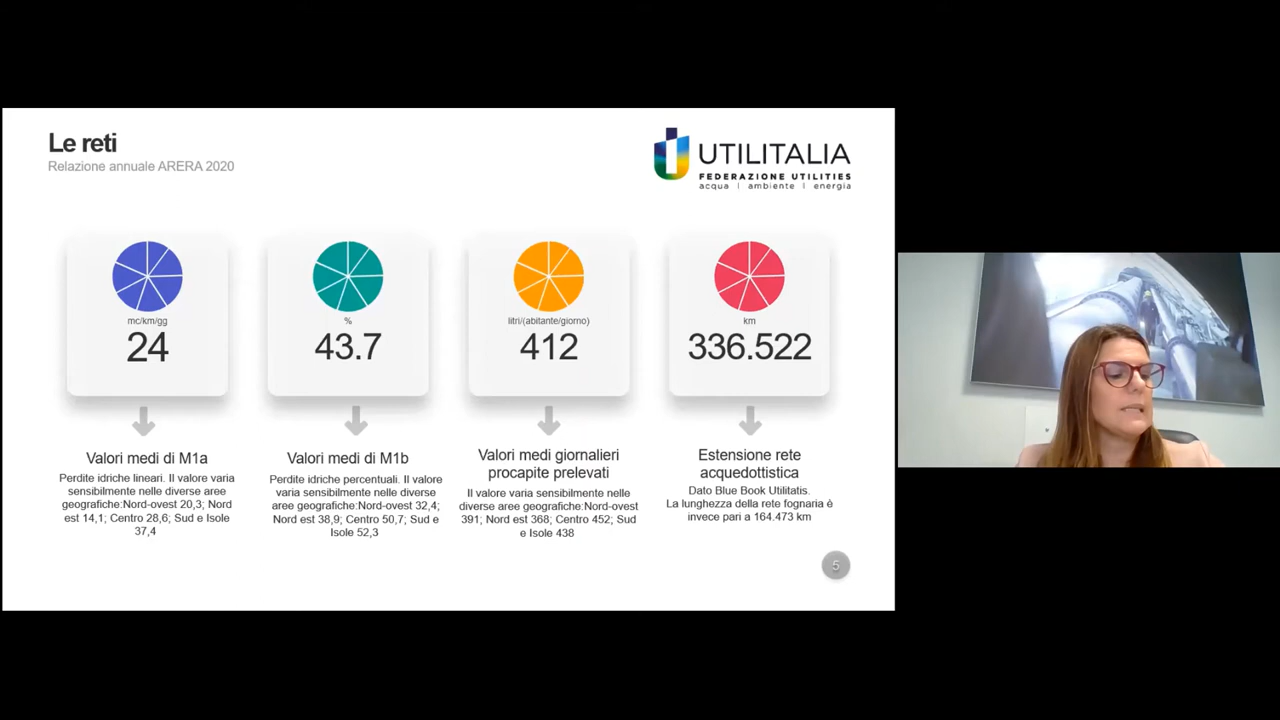 Le reti
Relazione annuale ARERA 2020
UTILITALIA
FEDERAZIONE UTILITIES
acqua | ambiente | energia
mc/km/gg
24
Valori medi di M1a
Perdite idriche lineari. Il valore varia
sensibilmente nelle diverse aree
geografiche:Nord-ovest 20,3; Nord
est 14,1; Centro 28,6; Sud e Isole
37,4
%
43.7
Valori medi di M1b
Perdite idriche percentuali. Il valore
varia sensibilmente nelle diverse
aree geografiche:Nord-ovest 32,4;
Nord est 38,9; Centro 50,7; Sud e
Isole 52,3
litri/(abitante/giorno)
412
Valori medi giornalieri
procapite prelevati
Il valore varia sensibilmente nelle
diverse aree geografiche:Nord-ovest
391; Nord est 368; Centro 452; Sud
e Isole 438
km
336.522
Estensione rete
acquedottistica
Dato Blue Book Utilitatis.
La lunghezza della rete fognaria è
invece pari a 164.473 km
5